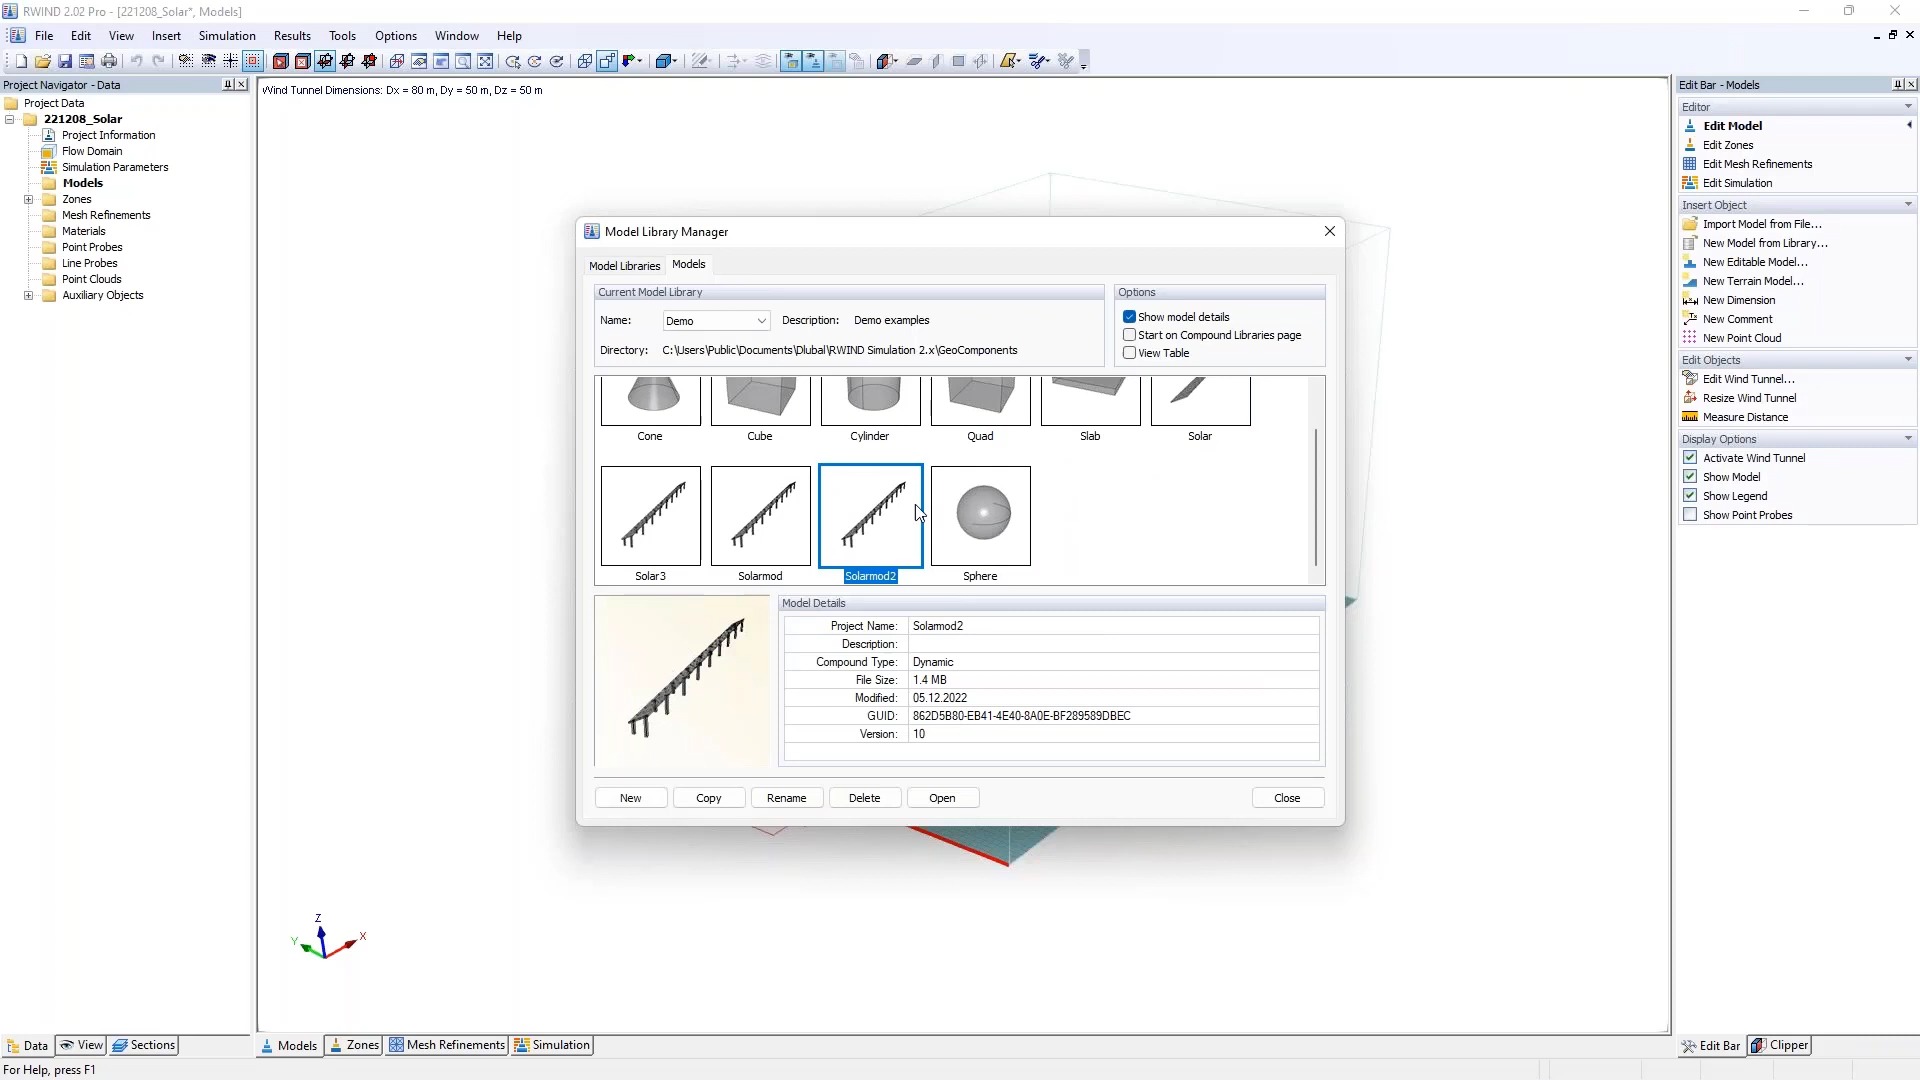 RWIND 2.02 Pro - [221208_Solar*, Models]
File Edit View Insert Simulation Results Tools Options Window Help
Project Navigator - Data
Project Data
221208_Solar
Project Information
Flow Domain
Simulation Parameters
Models
Zones
Mesh Refinements
Materials
Point Probes
Line Probes
Point Clouds
Auxiliary Objects
Data View Sections
Wind Tunnel Dimensions: Dx = 80 m, Dy = 50 m, Dz = 50 m
Model Library Manager
Model Libraries Models
Current Model Library
Name: Demo Description: Demo examples
Directory: C:\Users\Public\Documents\Dlubal\RWIND Simulation 2.x\GeoComponents
Options
Show model details
Start on Compound Libraries page
View Table
Cone Cube Cylinder Quad Slab Solar
Solar3 Solarmod Solarmod2 Sphere
Model Details
Project Name: Solarmod2
Description:
Compound Type: Dynamic
File Size: 1.4 MB
Modified: 05.12.2022
GUID: 862D5B80-EB41-4E40-8A0E-BF289589DBEC
Version: 10
New Copy Rename Delete Open Close
Z
Y
X
Models Zones Mesh Refinements Simulation
Edit Bar - Models
Editor
Edit Model
Edit Zones
Edit Mesh Refinements
Edit Simulation
Insert Object
Import Model from File...
New Model from Library...
New Editable Model...
New Terrain Model...
New Dimension
New Comment
New Point Cloud
Edit Objects
Edit Wind Tunnel...
Resize Wind Tunnel
Measure Distance
Display Options
Activate Wind Tunnel
Show Model
Show Legend
Show Point Probes
Edit Bar Clipper
For Help, press F1